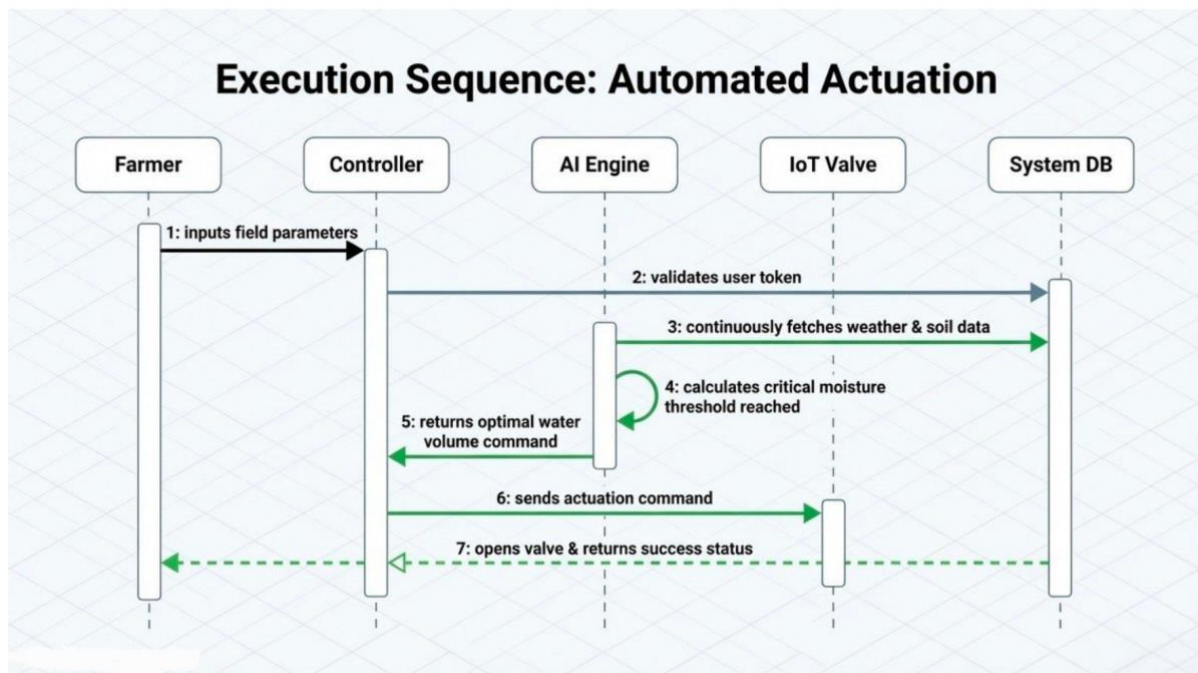 Execution Sequence: Automated Actuation
Farmer
Controller
AI Engine
IoT Valve
System DB
1: inputs field parameters
2: validates user token
3: continuously fetches weather & soil data
4: calculates critical moisture
threshold reached
5: returns optimal water
volume command
6: sends actuation command
7: opens valve & returns success status